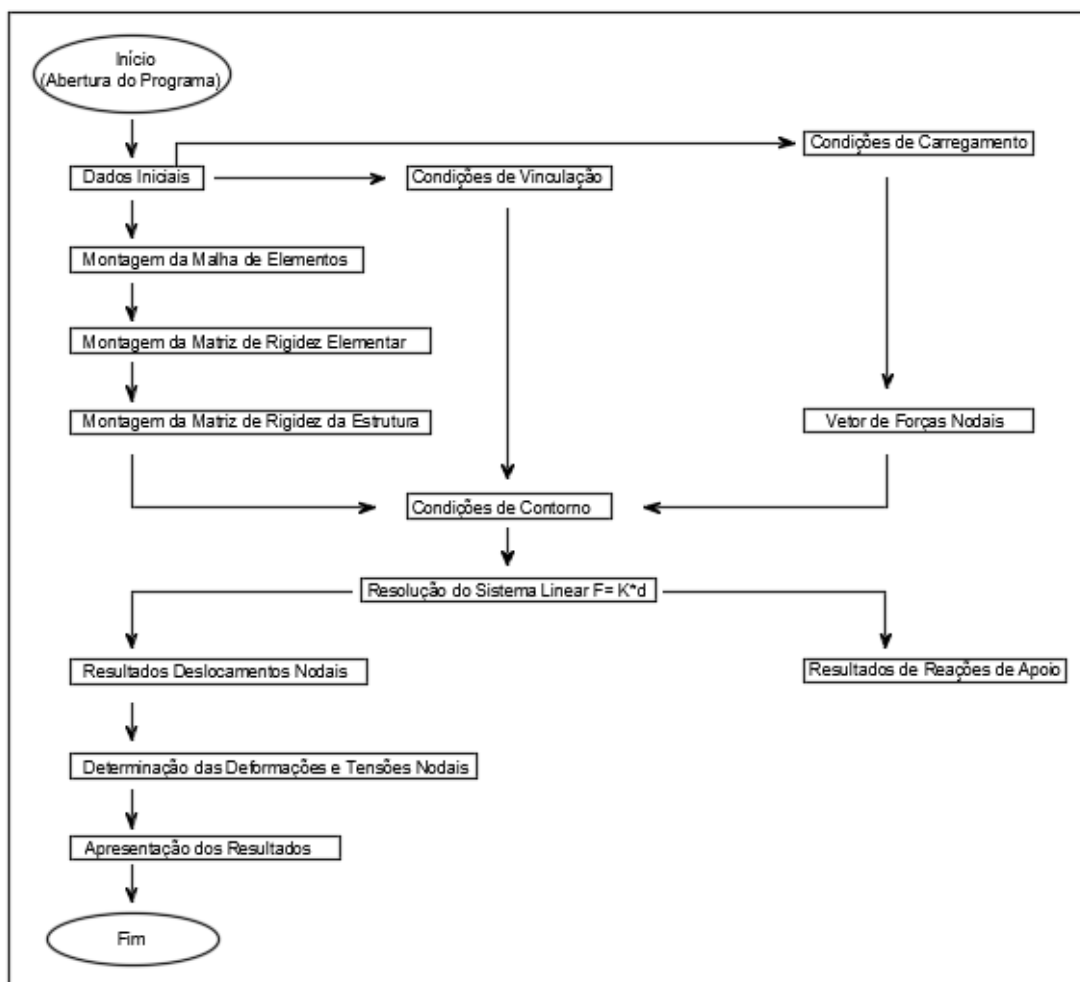 Início
(Abertura do Programa)
Condições de Carregamento
Dados Iniciais
Condições de Vinculação
Montagem da Malha de Elementos
Montagem da Matriz de Rigidez Elementar
Montagem da Matriz de Rigidez da Estrutura
Vetor de Forças Nodais
Condições de Contorno
Resolução do Sistema Linear F= K*d
Resultados Deslocamentos Nodais
Resultados de Reações de Apoio
Determinação das Deformações e Tensões Nodais
Apresentação dos Resultados
Fim